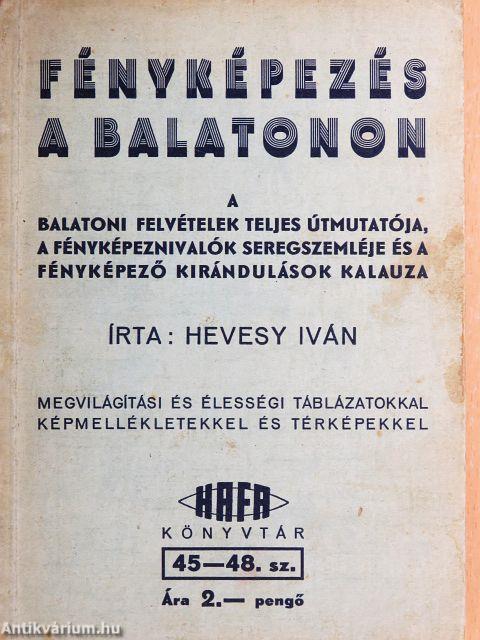 FÉNYKÉPEZÉS
A BALATONON
A
BALATONI FELVÉTELEK TELJES ÚTMUTATÓJA,
A FÉNYKÉPEZNIVALÓK SEREGSZEMLÉJE ÉS A
FÉNYKÉPEZŐ KIRÁNDULÁSOK KALAUZA
ÍRTA: HEVESY IVÁN
MEGVILÁGÍTÁSI ÉS ÉLESSÉGI TÁBLÁZATOKKAL
KÉPMELLÉKLETEKKEL ÉS TÉRKÉPEKKEL
HAFA
KÖNYVTÁR
45—48. sz.
Ára 2.— pengő
Antikvárium.hu